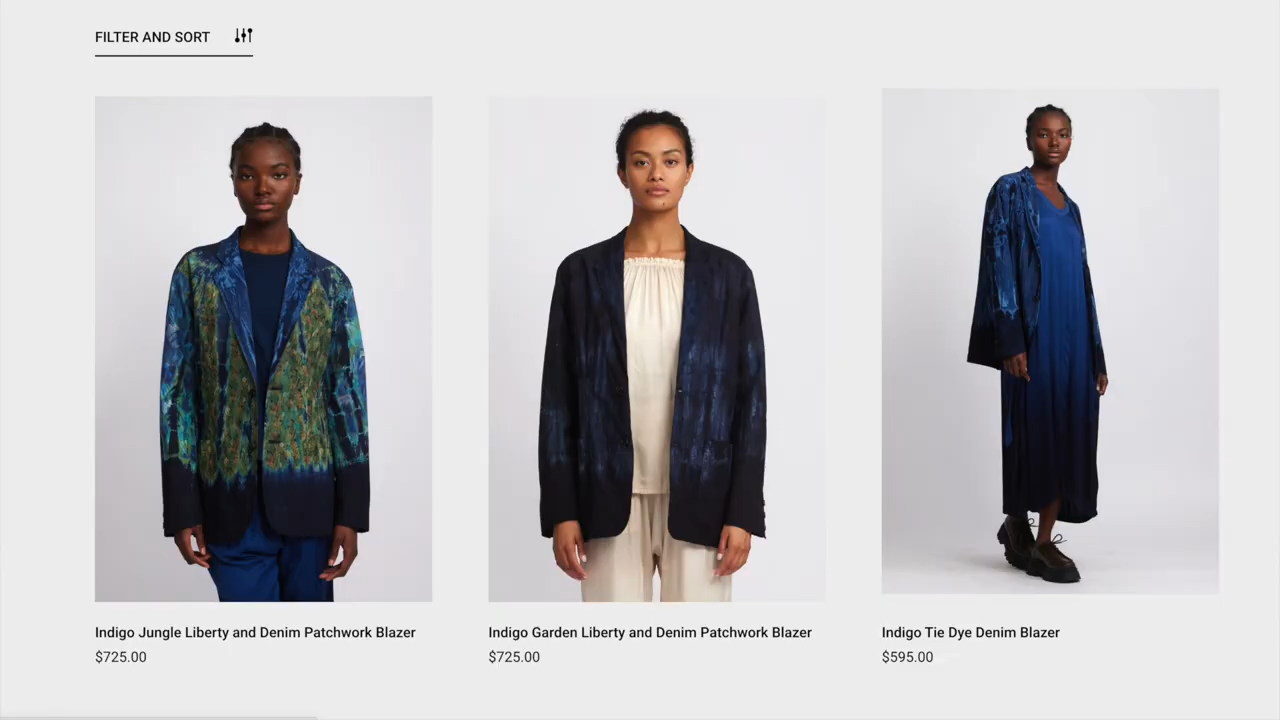 FILTER AND SORT
Indigo Jungle Liberty and Denim Patchwork Blazer
$725.00
Indigo Garden Liberty and Denim Patchwork Blazer
$725.00
Indigo Tie Dye Denim Blazer
$595.00